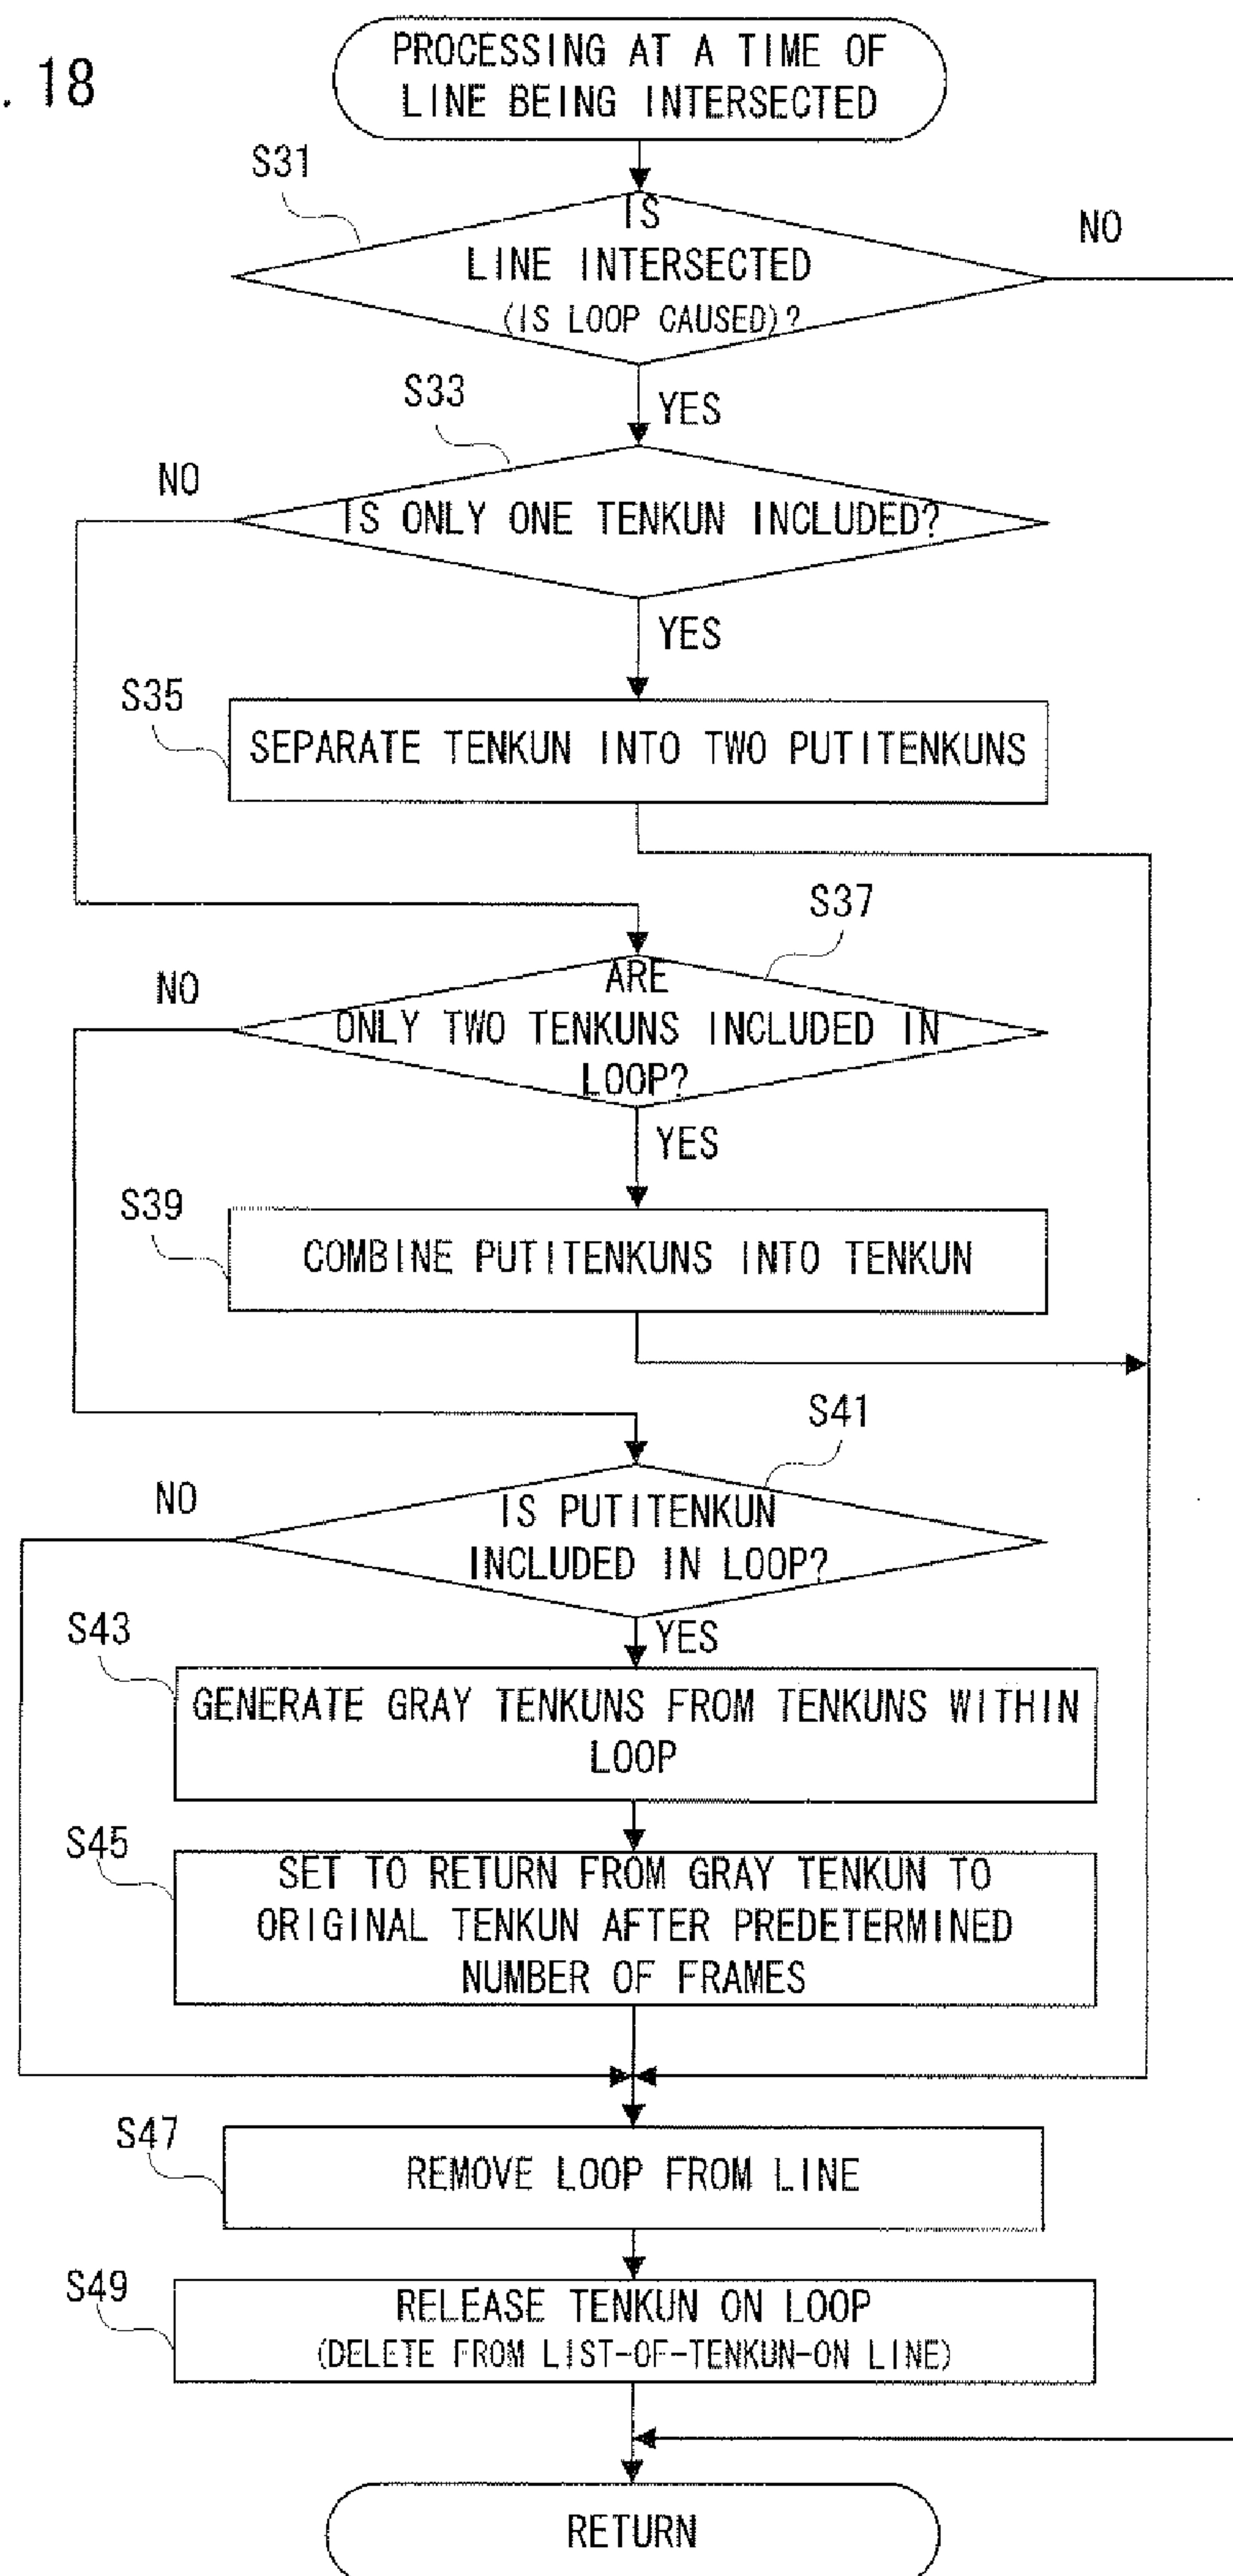 . 18
PROCESSING AT A TIME OF
LINE BEING INTERSECTED
S31
IS
LINE INTERSECTED
(IS LOOP CAUSED)?
NO
YES
S33
NO
IS ONLY ONE TENKUN INCLUDED?
YES
S35
SEPARATE TENKUN INTO TWO PUTITENKUNS
S37
NO
ARE
ONLY TWO TENKUNS INCLUDED IN
LOOP?
YES
S39
COMBINE PUTITENKUNS INTO TENKUN
S41
NO
IS PUTITENKUN
INCLUDED IN LOOP?
YES
S43
GENERATE GRAY TENKUNS FROM TENKUNS WITHIN
LOOP
S45
SET TO RETURN FROM GRAY TENKUN TO
ORIGINAL TENKUN AFTER PREDETERMINED
NUMBER OF FRAMES
S47
REMOVE LOOP FROM LINE
S49
RELEASE TENKUN ON LOOP
(DELETE FROM LIST-OF-TENKUN-ON LINE)
RETURN